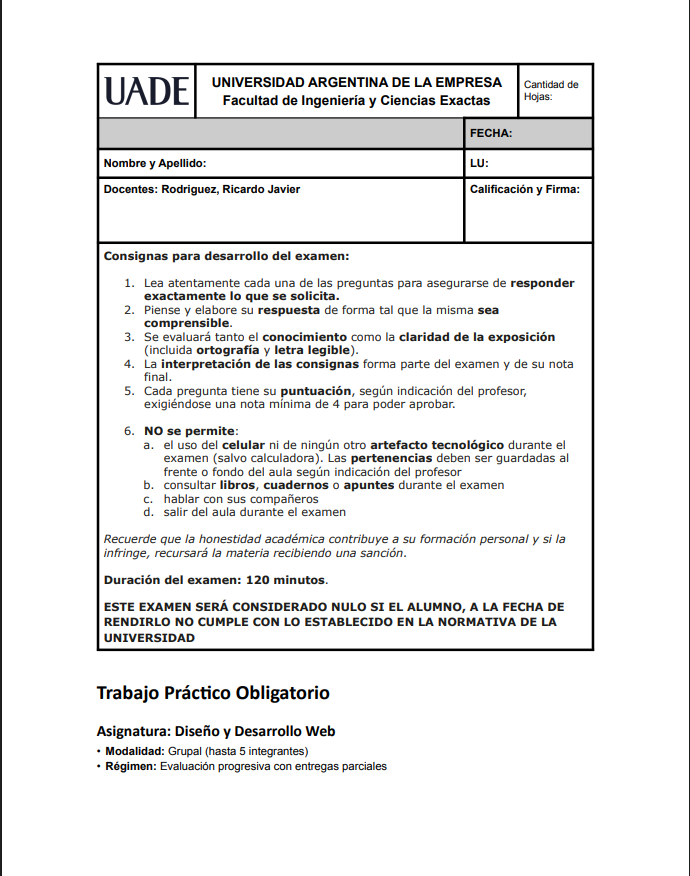 UADE
UNIVERSIDAD ARGENTINA DE LA EMPRESA
Facultad de Ingeniería y Ciencias Exactas
Cantidad de
Hojas:
FECHA:
Nombre y Apellido:
LU:
Docentes: Rodriguez, Ricardo Javier
Calificación y Firma:
Consignas para desarrollo del examen:
1. Lea atentamente cada una de las preguntas para asegurarse de responder
exactamente lo que se solicita.
2. Piense y elabore su respuesta de forma tal que la misma sea
comprensible.
3. Se evaluará tanto el conocimiento como la claridad de la exposición
(incluida ortografía y letra legible).
4. La interpretación de las consignas forma parte del examen y de su nota
final.
5. Cada pregunta tiene su puntuación, según indicación del profesor,
exigiéndose una nota mínima de 4 para poder aprobar.
6. NO se permite:
a. el uso del celular ni de ningún otro artefacto tecnológico durante el
examen (salvo calculadora). Las pertenencias deben ser guardadas al
frente o fondo del aula según indicación del profesor
b. consultar libros, cuadernos o apuntes durante el examen
c. hablar con sus compañeros
d. salir del aula durante el examen
Recuerde que la honestidad académica contribuye a su formación personal y si la
infringe, recursará la materia recibiendo una sanción.
Duración del examen: 120 minutos.
ESTE EXAMEN SERÁ CONSIDERADO NULO SI EL ALUMNO, A LA FECHA DE
RENDIRLO NO CUMPLE CON LO ESTABLECIDO EN LA NORMATIVA DE LA
UNIVERSIDAD
Trabajo Práctico Obligatorio
Asignatura: Diseño y Desarrollo Web
• Modalidad: Grupal (hasta 5 integrantes)
• Régimen: Evaluación progresiva con entregas parciales